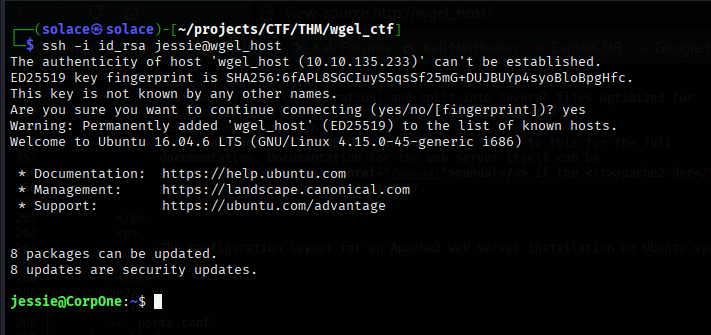 view-source:http://wgel_host/
┌──(solace㉿solace)-[~/projects/CTF/THM/wgel_ctf]
└─$ ssh -i id_rsa jessie@wgel_host
The authenticity of host 'wgel_host (10.10.135.233)' can't be established.
ED25519 key fingerprint is SHA256:6fAPL8SGCIuyS5qsSf25mG+DUJBUYp4syoBloBpgHfc.
This key is not known by any other names.
Are you sure you want to continue connecting (yes/no/[fingerprint])? yes
Warning: Permanently added 'wgel_host' (ED25519) to the list of known hosts.
Welcome to Ubuntu 16.04.6 LTS (GNU/Linux 4.15.0-45-generic i686)
* Documentation: https://help.ubuntu.com
* Management: https://landscape.canonical.com
* Support: https://ubuntu.com/advantage
8 packages can be updated.
8 updates are security updates.
jessie@CorpOne:~$